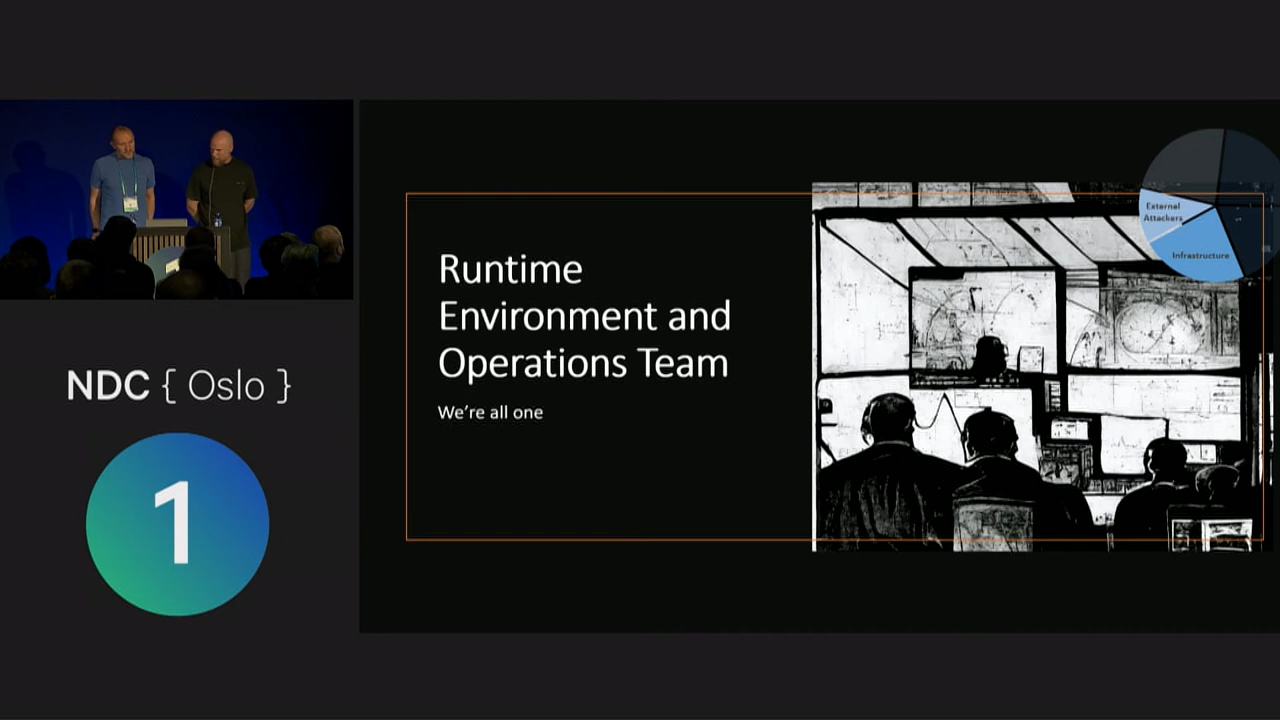 NDC { Oslo }
1
Runtime
Environment and
Operations Team
We’re all one
External
Attackers
Infrastructure